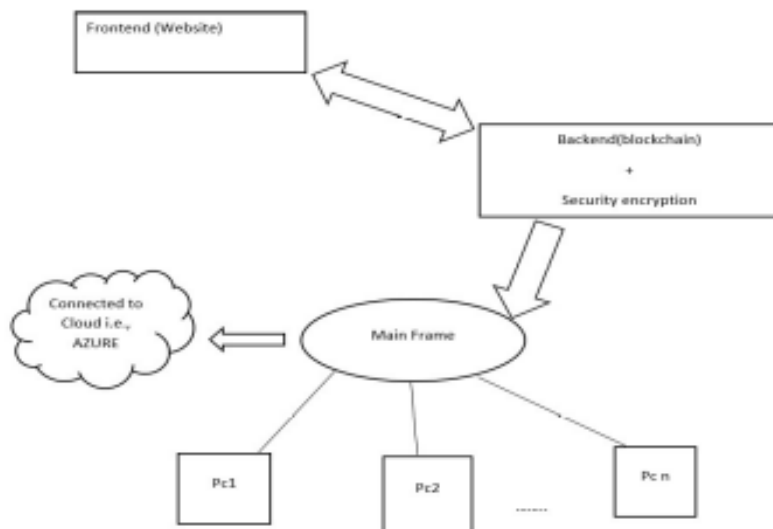 Frontend (Website)
Backend(blockchain)
+
Security encryption
Connected to
Cloud i.e.,
AZURE
Main Frame
Pc1
Pc2
.......
Pc n